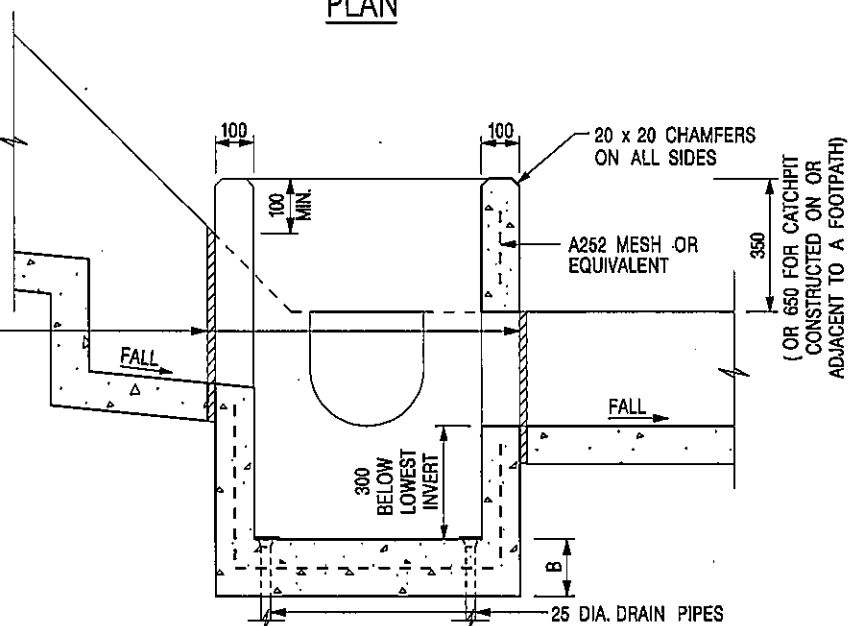 PLAN
100
100
20 x 20 CHAMFERS
ON ALL SIDES
100
MIN.
A252 MESH OR
EQUIVALENT
350
(OR 650 FOR CATCHPIT
CONSTRUCTED ON OR
ADJACENT TO A FOOTPATH)
FALL
FALL
300
BELOW
LOWEST
INVERT
B
25 DIA. DRAIN PIPES